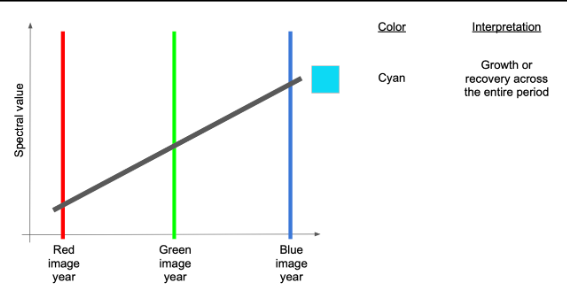 Color
Interpretation
Spectral value
Cyan
Growth or
recovery across
the entire period
Red
image
year
Green
image
year
Blue
image
year